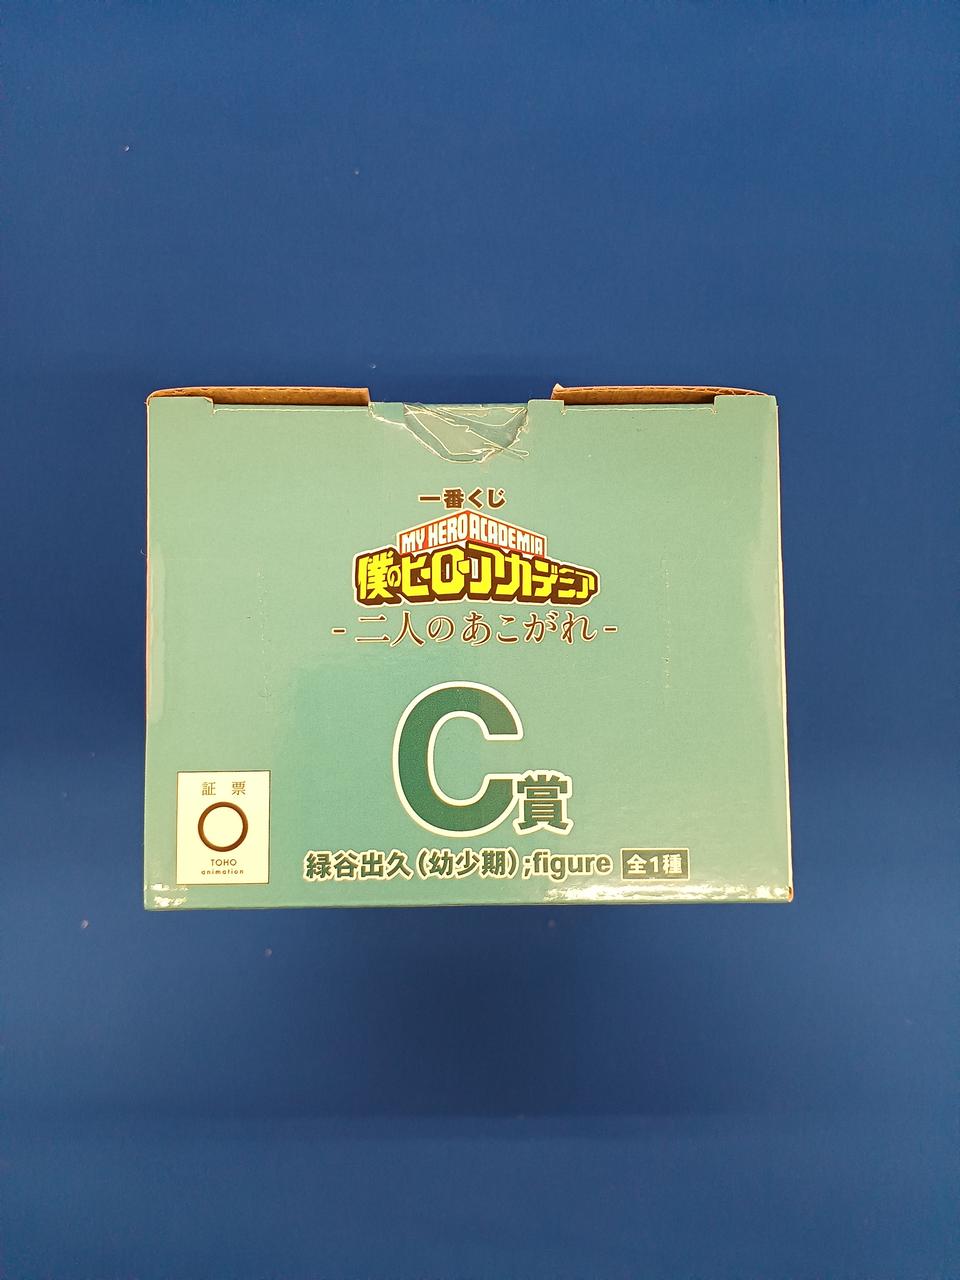 一番くじ
MY HERO ACADEMIA
僕のヒーローアカデミア
-二人のあこがれ-
C賞
緑谷出久(幼少期);figure 全1種
証票
TOHO
animation